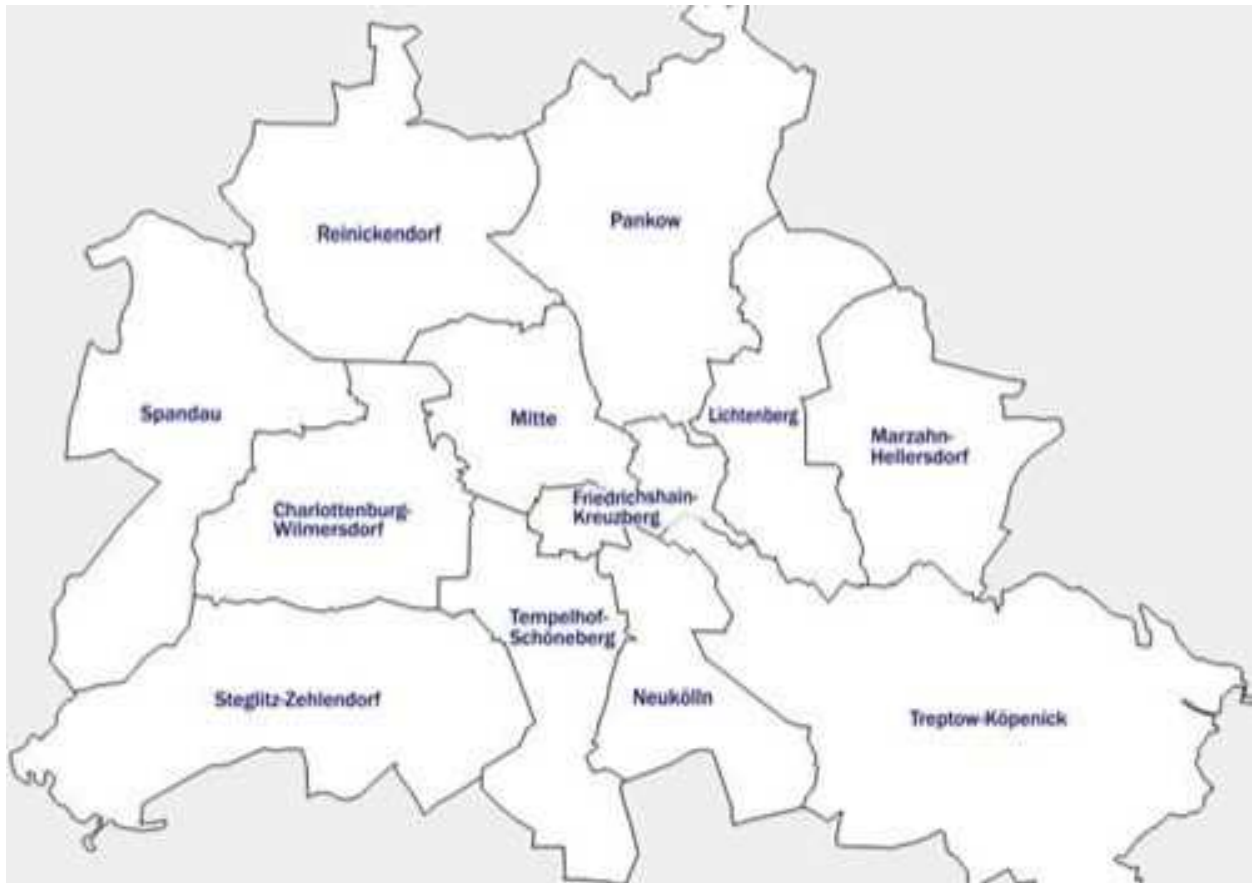 Pankow
Reinickendorf
Spandau
Mitte
Lichtenberg
Marzahn-
Hellersdorf
Charlottenburg-
Wilmersdorf
Friedrichshain-
Kreuzberg
Tempelhof-
Schöneberg
Steglitz-Zehlendorf
Neukölln
Treptow-Köpenick